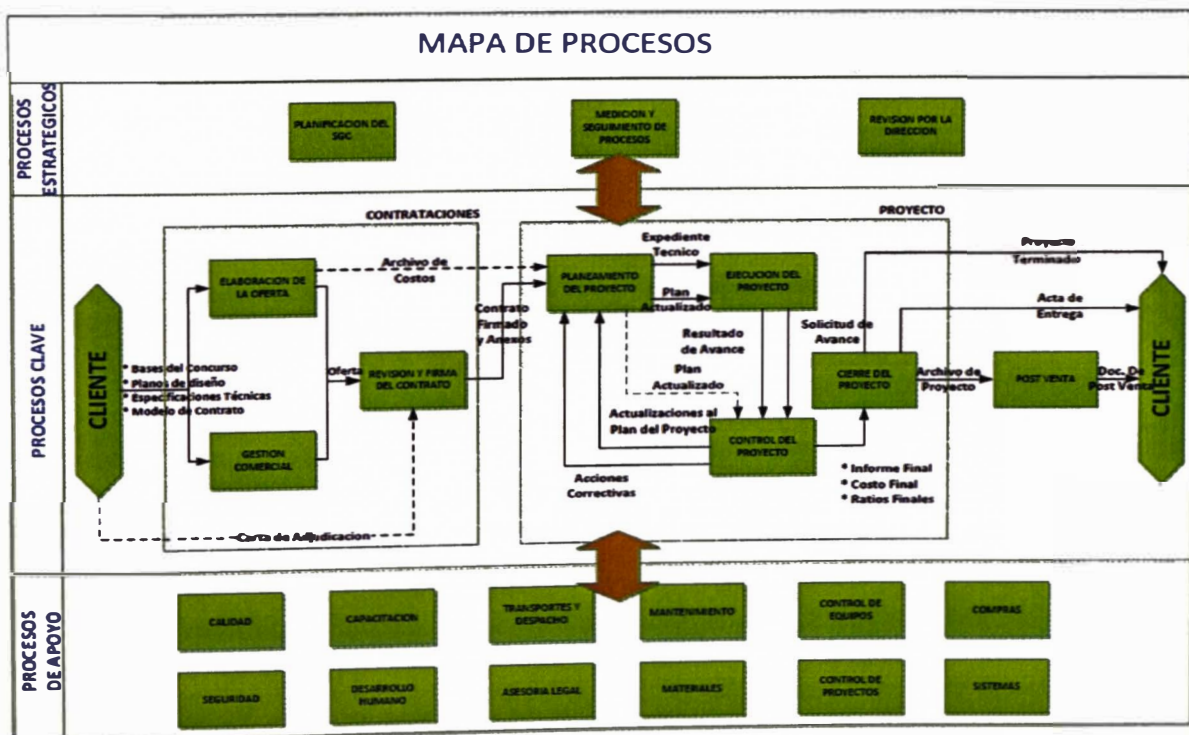 MAPA DE PROCESOS
PROCESOS
ESTRATEGICOS
PLANIFICACION DEL
SGC
MEDICION Y
SEGUIMIENTO DE
PROCESOS
REVISION POR LA
DIRECCION
PROCESOS CLAVE
CONTRATACIONES
PROYECTO
CLIENTE
* Bases del Concurso
* Planos de diseño
* Especificaciones Técnicas
* Modelo de Contrato
ELABORACION DE
LA OFERTA
GESTION
COMERCIAL
Oferta
REVISION Y FIRMA
DEL CONTRATO
Carta de Adjudicacion
Archivo de
Costos
Contrato
Firmado
y Anexos
PLANEAMIENTO
DEL PROYECTO
Expediente
Tecnico
Plan
Actualizado
EJECUCION DEL
PROYECTO
Resultado
de Avance
Solicitud de
Avance
Plan
Actualizado
Actualizaciones al
Plan del Proyecto
CONTROL DEL
PROYECTO
Acciones
Correctivas
CIERRE DEL
PROYECTO
* Informe Final
* Costo Final
* Ratios Finales
Archivo de
Proyecto
POST VENTA
Doc. De
Post Venta
Proyecto
Terminado
Acta de
Entrega
CLIENTE
PROCESOS
DE APOYO
CALIDAD
CAPACITACION
TRANSPORTES Y
DESPACHO
MANTENIMIENTO
CONTROL DE
EQUIPOS
COMPRAS
SEGURIDAD
DESARROLLO
HUMANO
ASESORIA LEGAL
MATERIALES
CONTROL DE
PROYECTOS
SISTEMAS